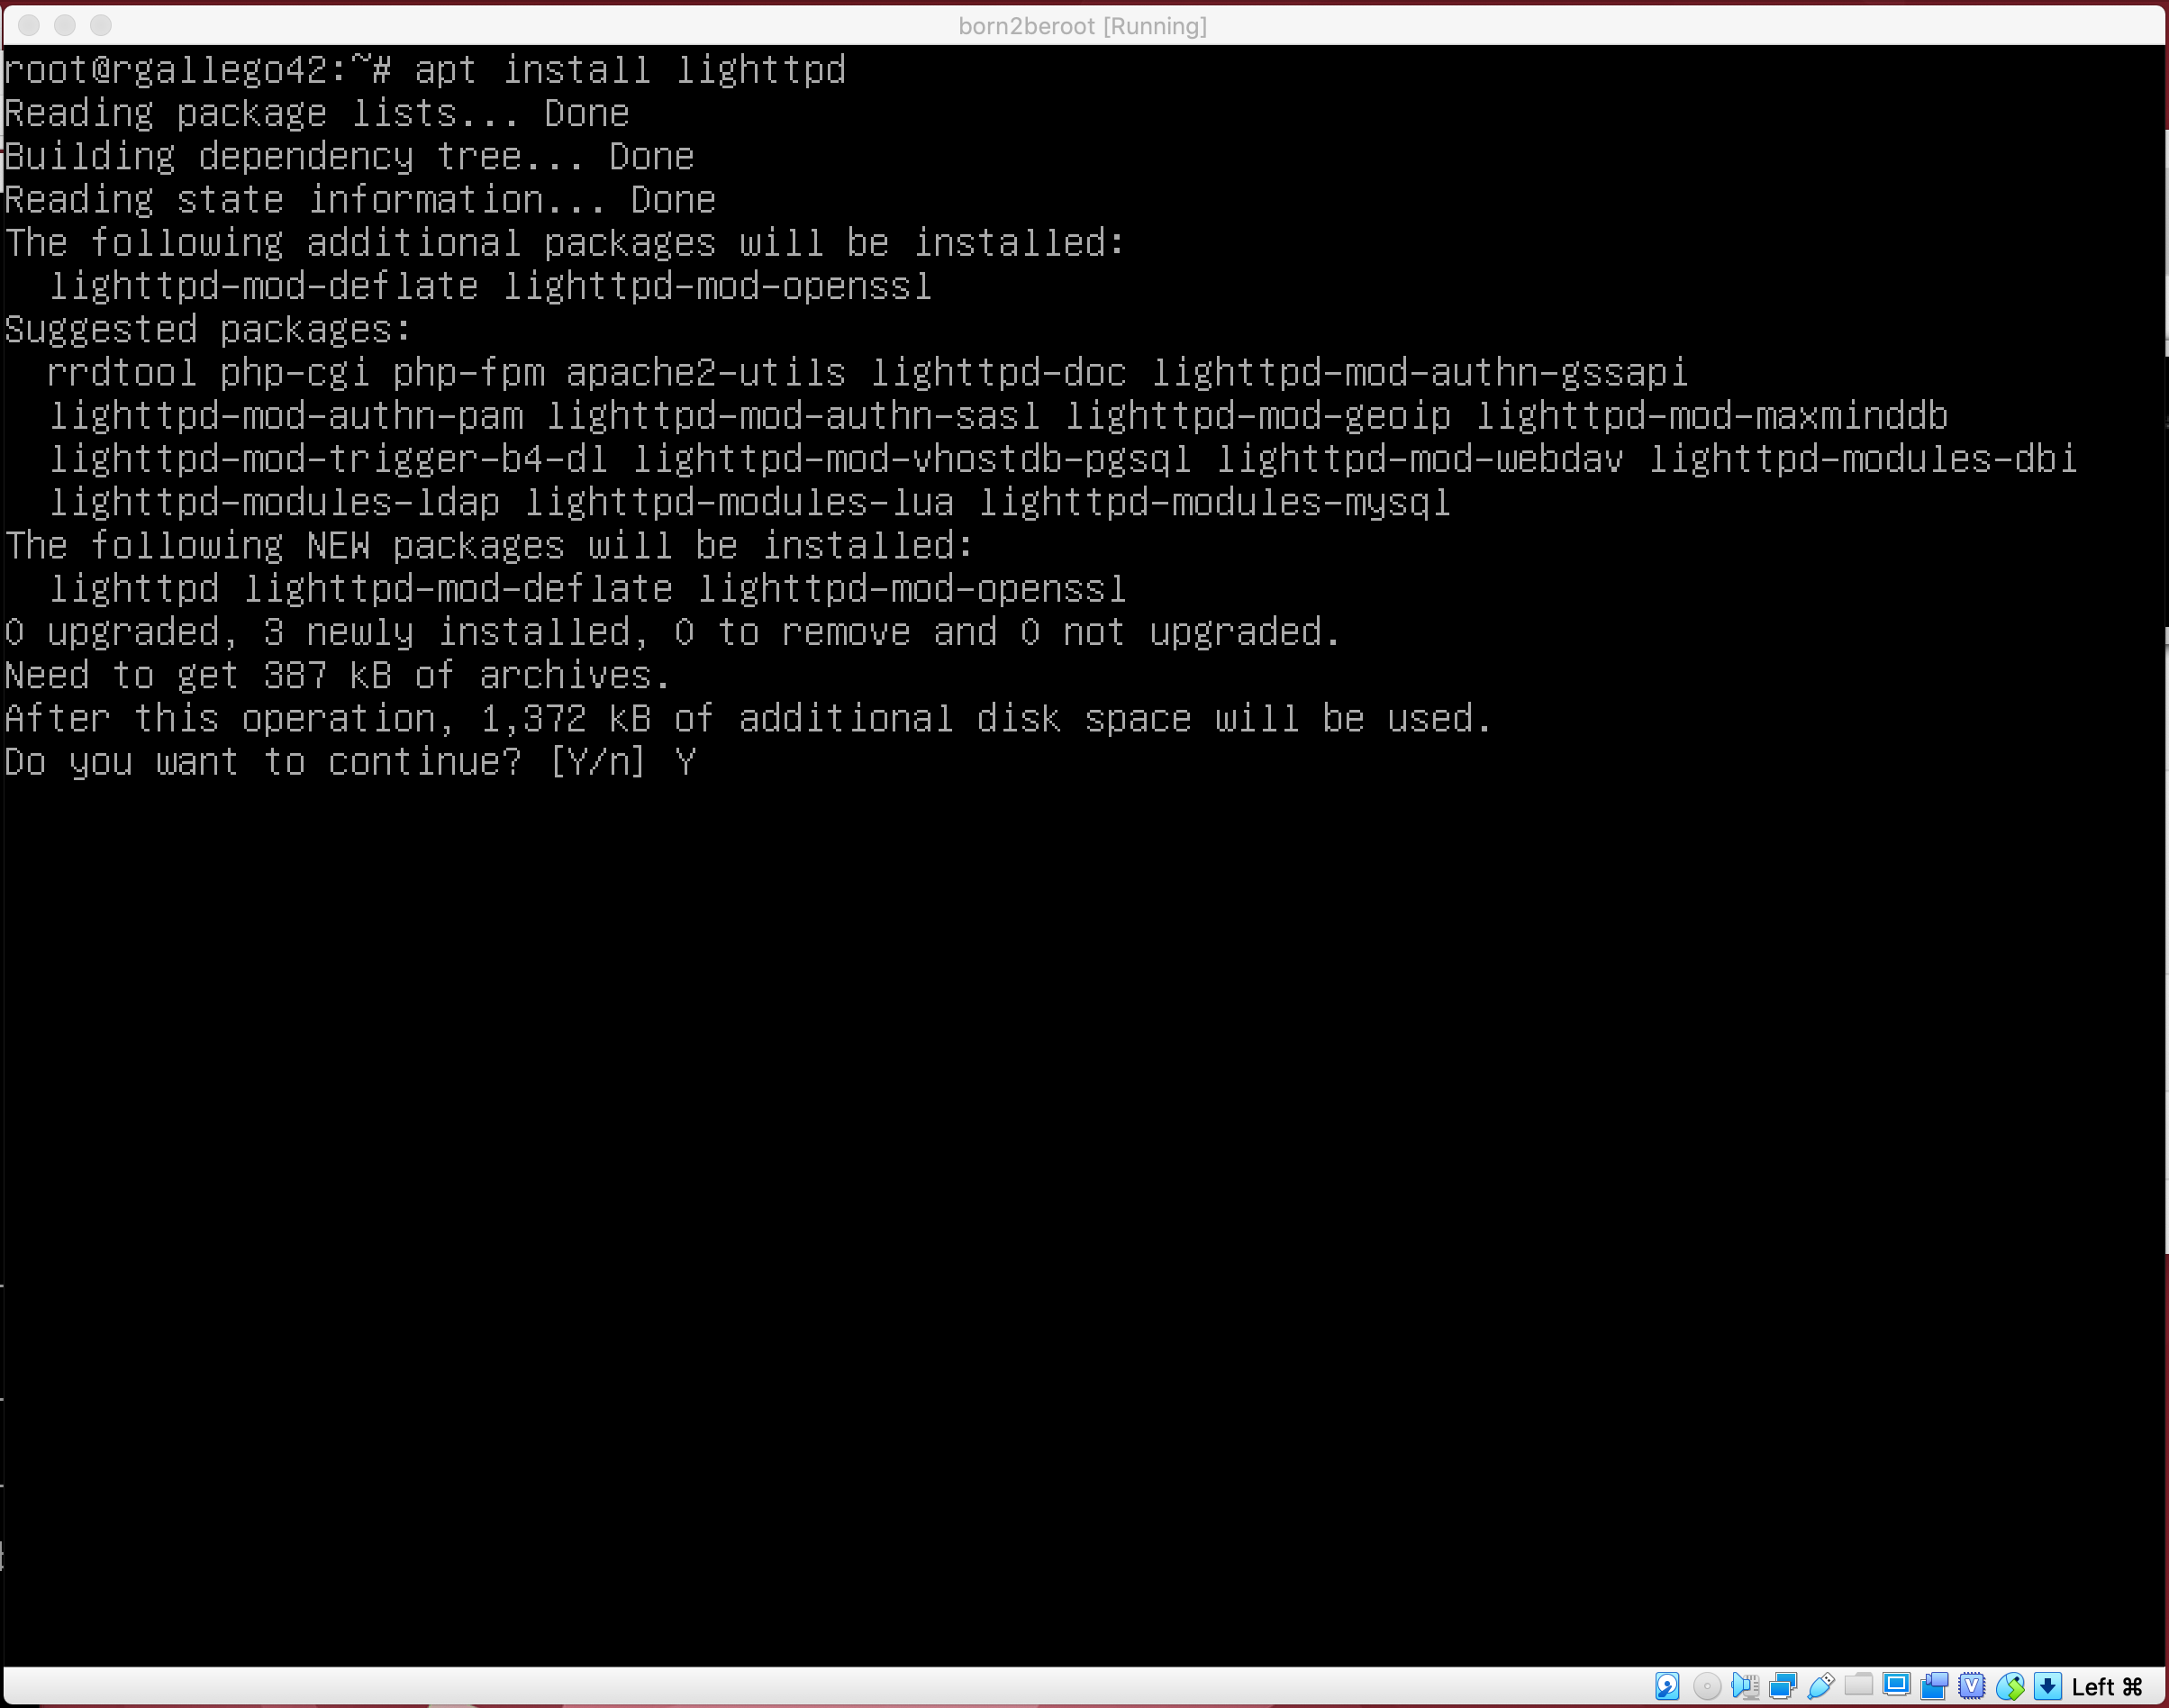 born2beroot [Running]
root@rgallego42:~# apt install lighttpd
Reading package lists... Done
Building dependency tree... Done
Reading state information... Done
The following additional packages will be installed:
  lighttpd-mod-deflate lighttpd-mod-openssl
Suggested packages:
  rrdtool php-cgi php-fpm apache2-utils lighttpd-doc lighttpd-mod-authn-gssapi
  lighttpd-mod-authn-pam lighttpd-mod-authn-sasl lighttpd-mod-geoip lighttpd-mod-maxminddb
  lighttpd-mod-trigger-b4-dl lighttpd-mod-vhostdb-pgsql lighttpd-mod-webdav lighttpd-modules-dbi
  lighttpd-modules-ldap lighttpd-modules-lua lighttpd-modules-mysql
The following NEW packages will be installed:
  lighttpd lighttpd-mod-deflate lighttpd-mod-openssl
0 upgraded, 3 newly installed, 0 to remove and 0 not upgraded.
Need to get 387 kB of archives.
After this operation, 1,372 kB of additional disk space will be used.
Do you want to continue? [Y/n] Y
Left ⌘